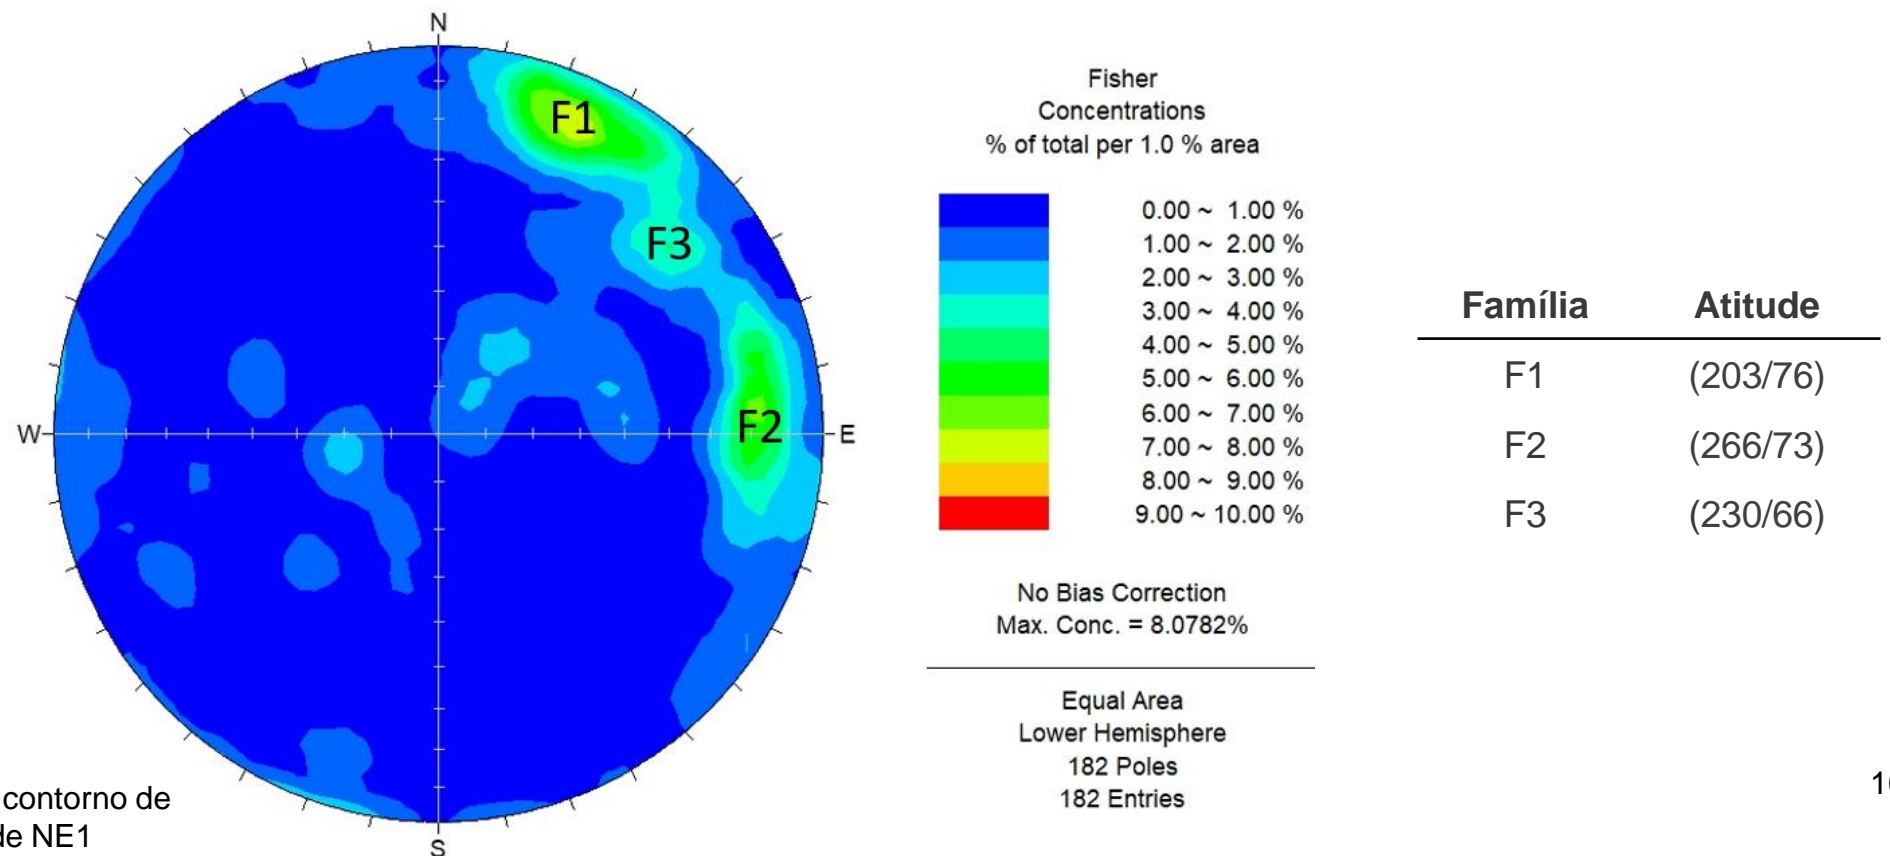 N
F1
F3
W
F2
E
S
Fisher
Concentrations
% of total per 1.0 % area
0.00 ~ 1.00 %
1.00 ~ 2.00 %
2.00 ~ 3.00 %
3.00 ~ 4.00 %
4.00 ~ 5.00 %
5.00 ~ 6.00 %
6.00 ~ 7.00 %
7.00 ~ 8.00 %
8.00 ~ 9.00 %
9.00 ~ 10.00 %
No Bias Correction
Max. Conc. = 8.0782%
Equal Area
Lower Hemisphere
182 Poles
182 Entries
Família Atitude
F1 (203/76)
F2 (266/73)
F3 (230/66)
contorno de
de NE1